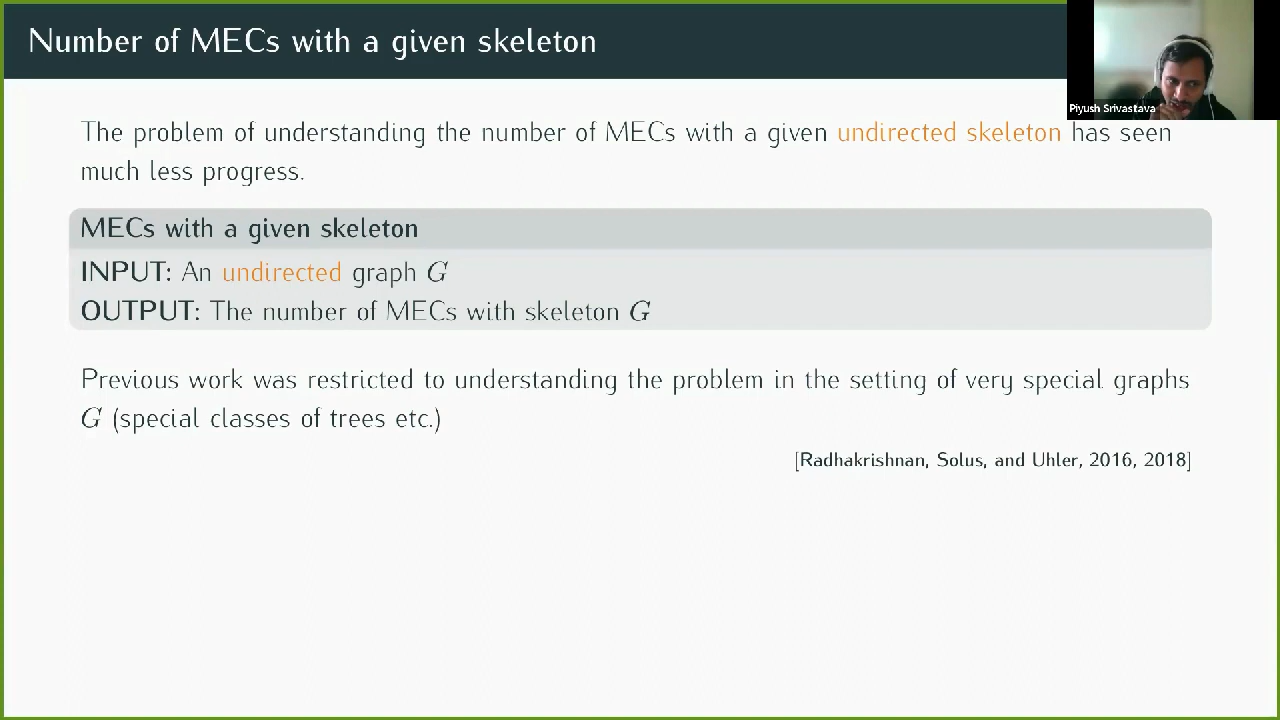 Number of MECs with a given skeleton
Piyush Srivastava
The problem of understanding the number of MECs with a given undirected skeleton has seen
much less progress.
MECs with a given skeleton
INPUT: An undirected graph G
OUTPUT: The number of MECs with skeleton G
Previous work was restricted to understanding the problem in the setting of very special graphs
G (special classes of trees etc.)
[Radhakrishnan, Solus, and Uhler, 2016, 2018]